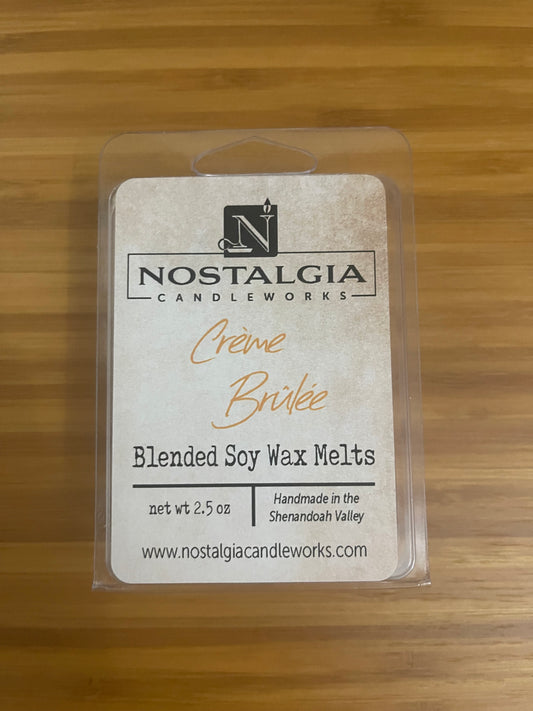 N
NOSTALGIA
CANDLEWORKS
Crème
Brûlée
Blended Soy Wax Melts
net wt 2.5 oz
Handmade in the
Shenandoah Valley
www.nostalgiacandleworks.com